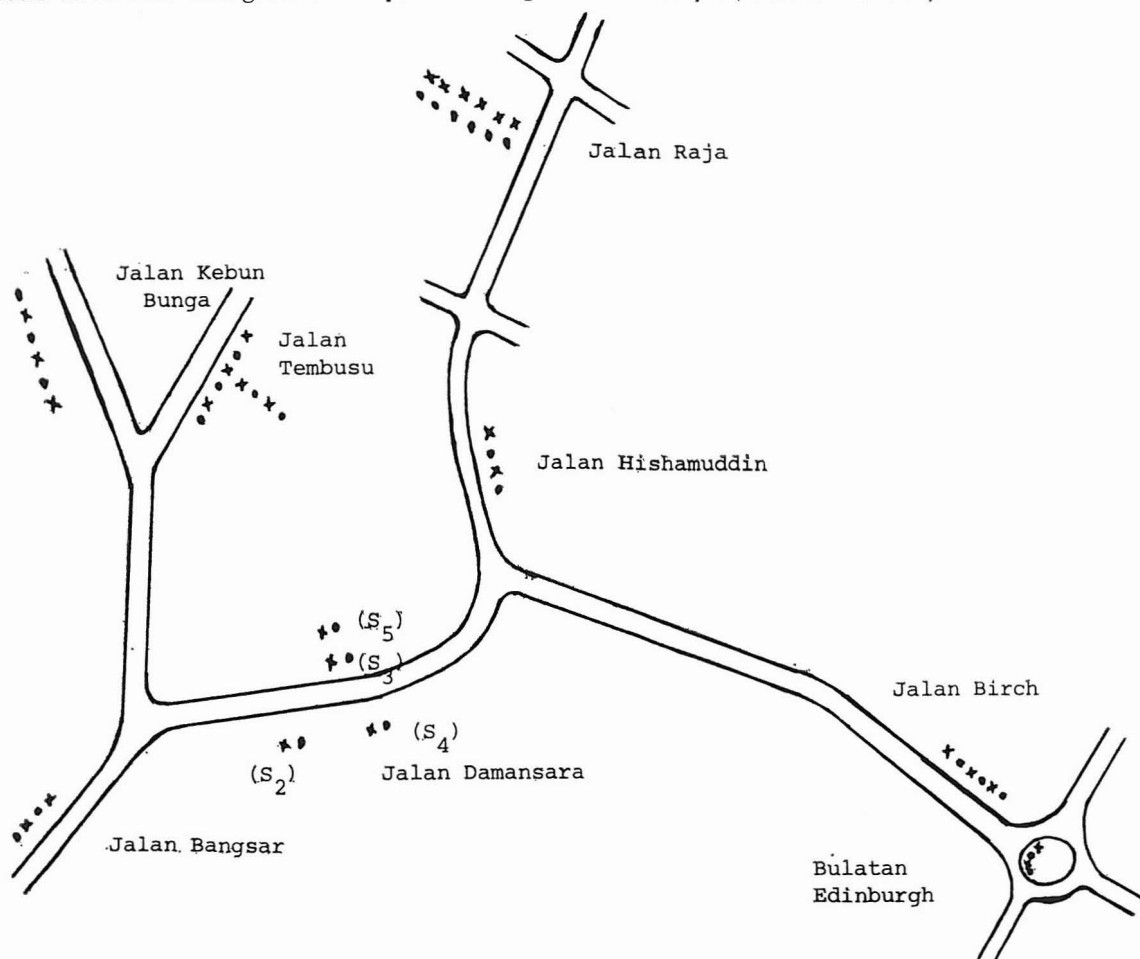 Jalan Raja
Jalan Kebun
Bunga
Jalan
Tembusu
Jalan Hishamuddin
(S5)
(S3)
Jalan Birch
(S4)
(S2)
Jalan Damansara
Jalan Bangsar
Bulatan
Edinburgh